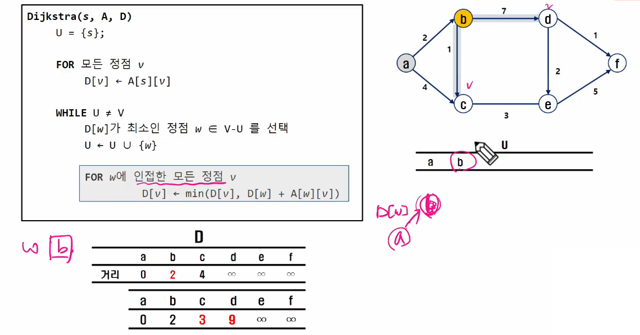 Dijkstra(s, A, D)
U = {s};
FOR 모든 정점 v
D[v] ← A[s][v]
WHILE U ≠ V
D[w]가 최소인 정점 w ∈ V-U 를 선택
U ← U ∪ {w}
FOR w에 인접한 모든 정점 v
D[v] ← min(D[v], D[w] + A[w][v])
a b c d e f
2 4 1 7 3 2 1 5
v
v
U
a b
D[v]
a b
w b
D
a b c d e f
거리 0 2 4 ∞ ∞ ∞
a b c d e f
0 2 3 9 ∞ ∞